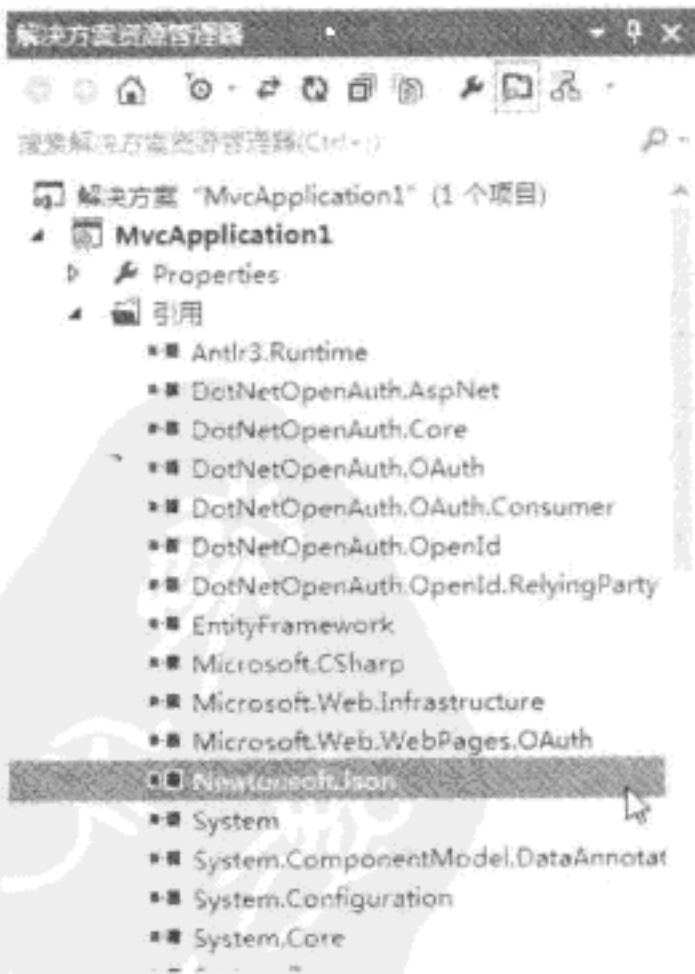 解决方案资源管理器
搜索解决方案资源管理器(Ctrl+;)
解决方案 "MvcApplication1" (1 个项目)
MvcApplication1
Properties
引用
Antlr3.Runtime
DotNetOpenAuth.AspNet
DotNetOpenAuth.Core
DotNetOpenAuth.OAuth
DotNetOpenAuth.OAuth.Consumer
DotNetOpenAuth.OpenId
DotNetOpenAuth.OpenId.RelyingParty
EntityFramework
Microsoft.CSharp
Microsoft.Web.Infrastructure
Microsoft.Web.WebPages.OAuth
Newtonsoft.Json
System
System.ComponentModel.DataAnnotat
System.Configuration
System.Core